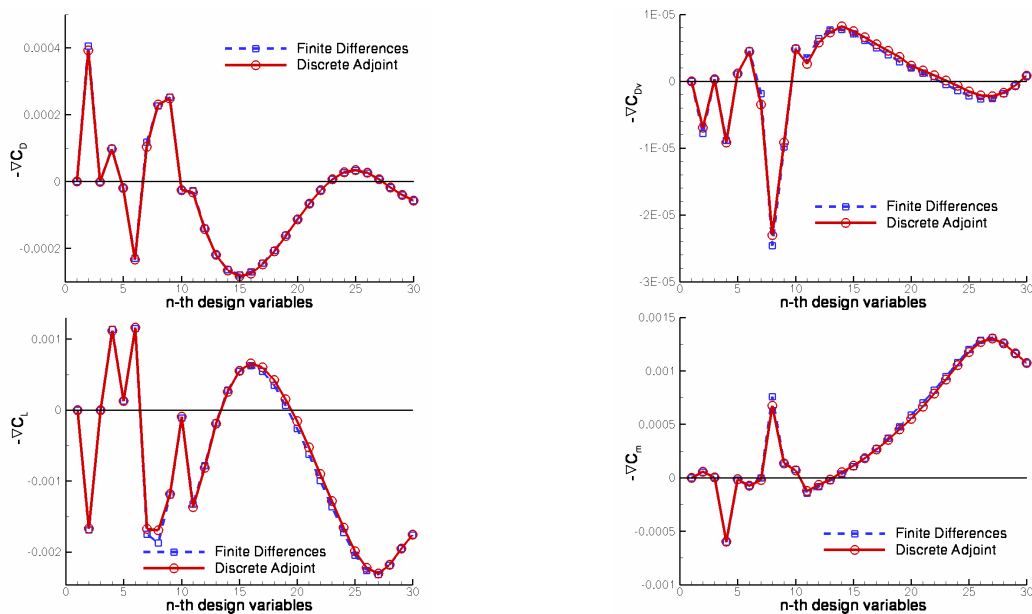 0.0004
0.0002
0
-0.0002
-∇C_D
Finite Differences
Discrete Adjoint
0 5 10 15 20 25 30
n-th design variables
1E-05
0
-1E-05
-2E-05
-3E-05
-∇C_Dv
Finite Differences
Discrete Adjoint
0 5 10 15 20 25 30
n-th design variables
0.001
0
-0.001
-0.002
-∇C_L
Finite Differences
Discrete Adjoint
0 5 10 15 20 25 30
n-th design variables
0.0015
0.001
0.0005
0
-0.0005
-0.001
-∇C_m
Finite Differences
Discrete Adjoint
0 5 10 15 20 25 30
n-th design variables